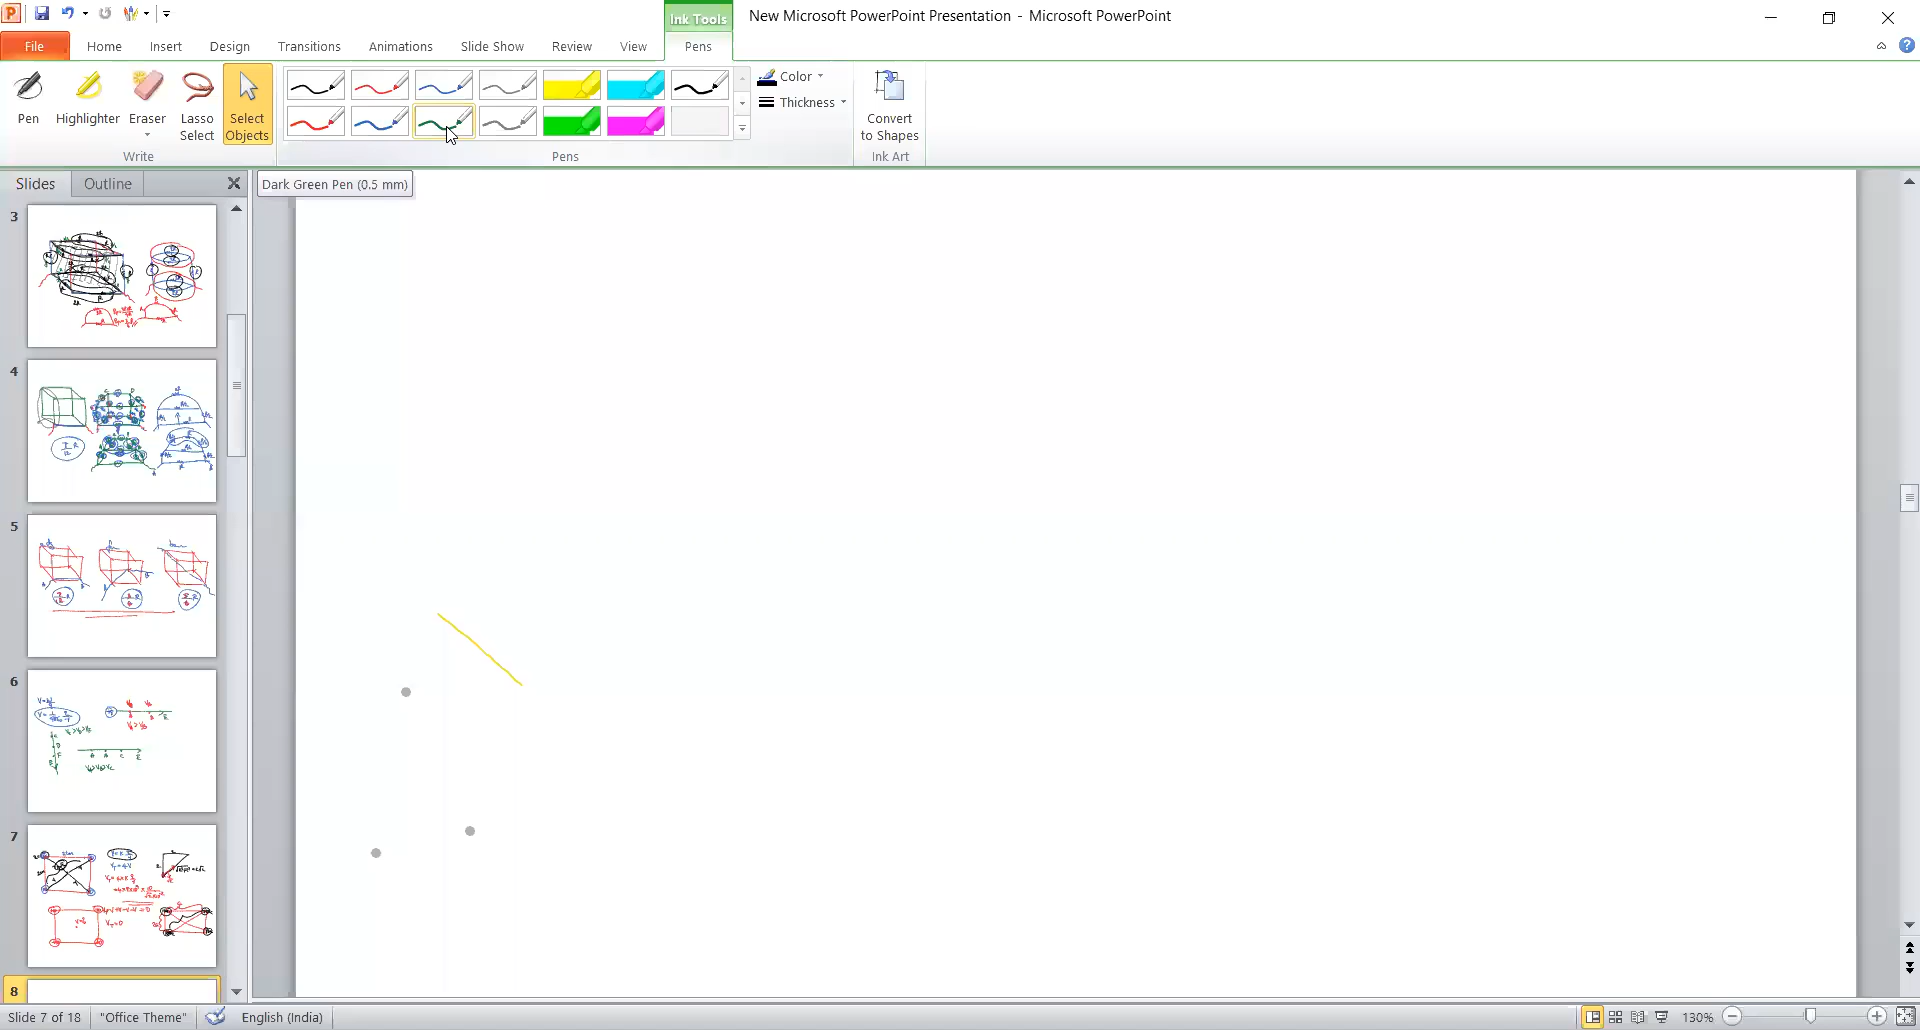 New Microsoft PowerPoint Presentation - Microsoft PowerPoint
Ink Tools
File Home Insert Design Transitions Animations Slide Show Review View Pens
Pen
Highlighter
Eraser
Lasso Select
Select Objects
Write
Color
Thickness
Pens
Convert to Shapes
Ink Art
Slides Outline
Dark Green Pen (0.5 mm)
3
4
5
6
7
8
Slide 7 of 18 "Office Theme" English (India) 130%